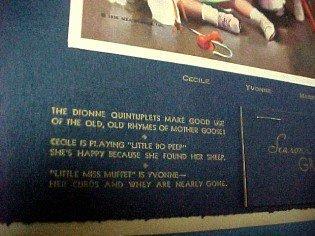 © 1936 NEA
CECILE YVONNE
THE DIONNE QUINTUPLETS MAKE GOOD USE
OF THE OLD, OLD RHYMES OF MOTHER GOOSE!
CECILE IS PLAYING "LITTLE BO PEEP"
SHE'S HAPPY BECAUSE SHE FOUND HER SHEEP.
"LITTLE MISS MUFFET" IS YVONNE—
HER CURDS AND WHEY ARE NEARLY GONE.
Season